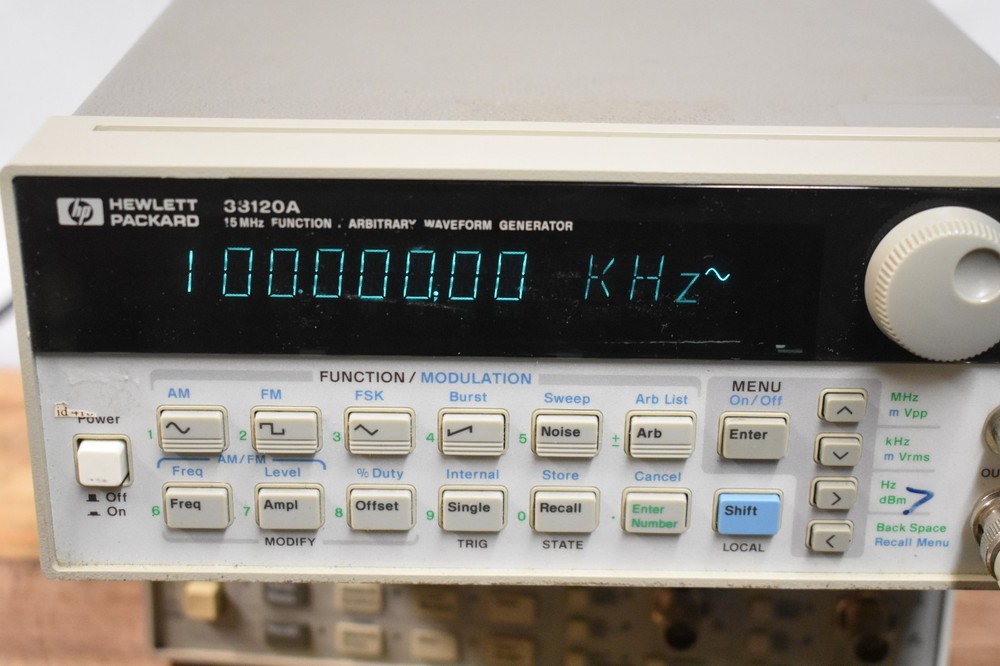 hp HEWLETT PACKARD 33120A
15 MHz FUNCTION / ARBITRARY WAVEFORM GENERATOR
100.000,00 KHz~
FUNCTION / MODULATION
MENU
AM FM FSK Burst Sweep Arb List On/Off
MHz
m Vpp
Power
1 2 3 4 5 Noise ± Arb Enter
kHz
m Vrms
AM/FM
Freq Level % Duty Internal Store Cancel
Off
On
6 Freq 7 Ampl 8 Offset 9 Single 0 Recall . Enter Number Shift
Hz
dBm
MODIFY TRIG STATE LOCAL
Back Space
Recall Menu
OU